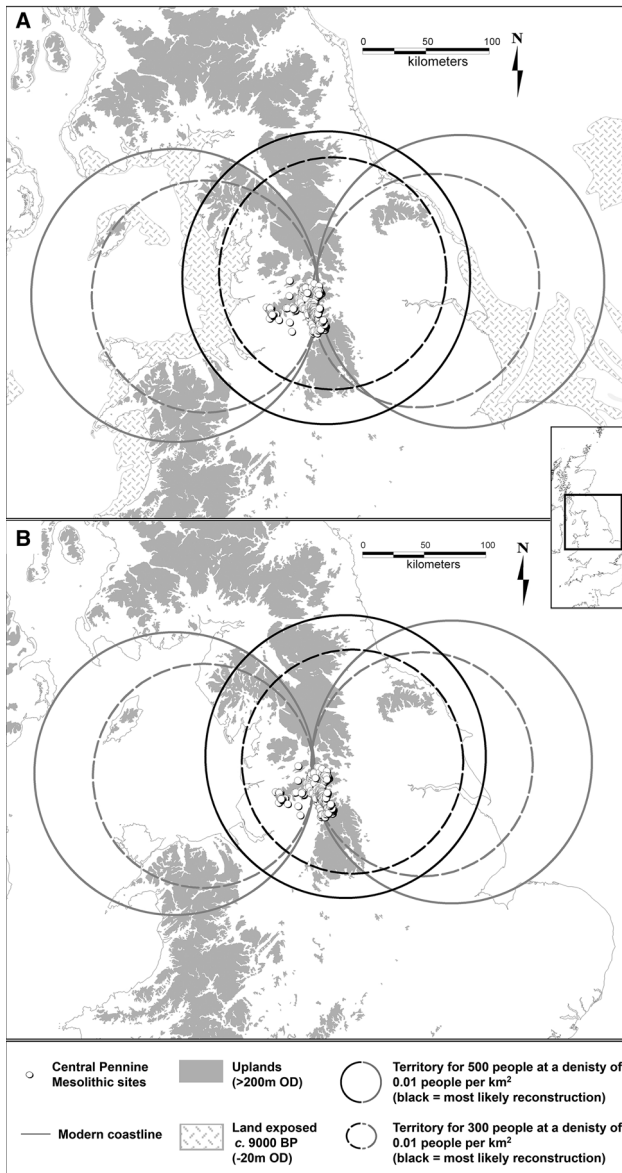 A
0 50 100
kilometers
N
B
0 50 100
kilometers
N
Central Pennine
Mesolithic sites
Uplands
(>200m OD)
Territory for 500 people at a denisty of
0.01 people per km²
(black = most likely reconstruction)
Modern coastline
Land exposed
c. 9000 BP
(-20m OD)
Territory for 300 people at a denisty of
0.01 people per km²
(black = most likely reconstruction)